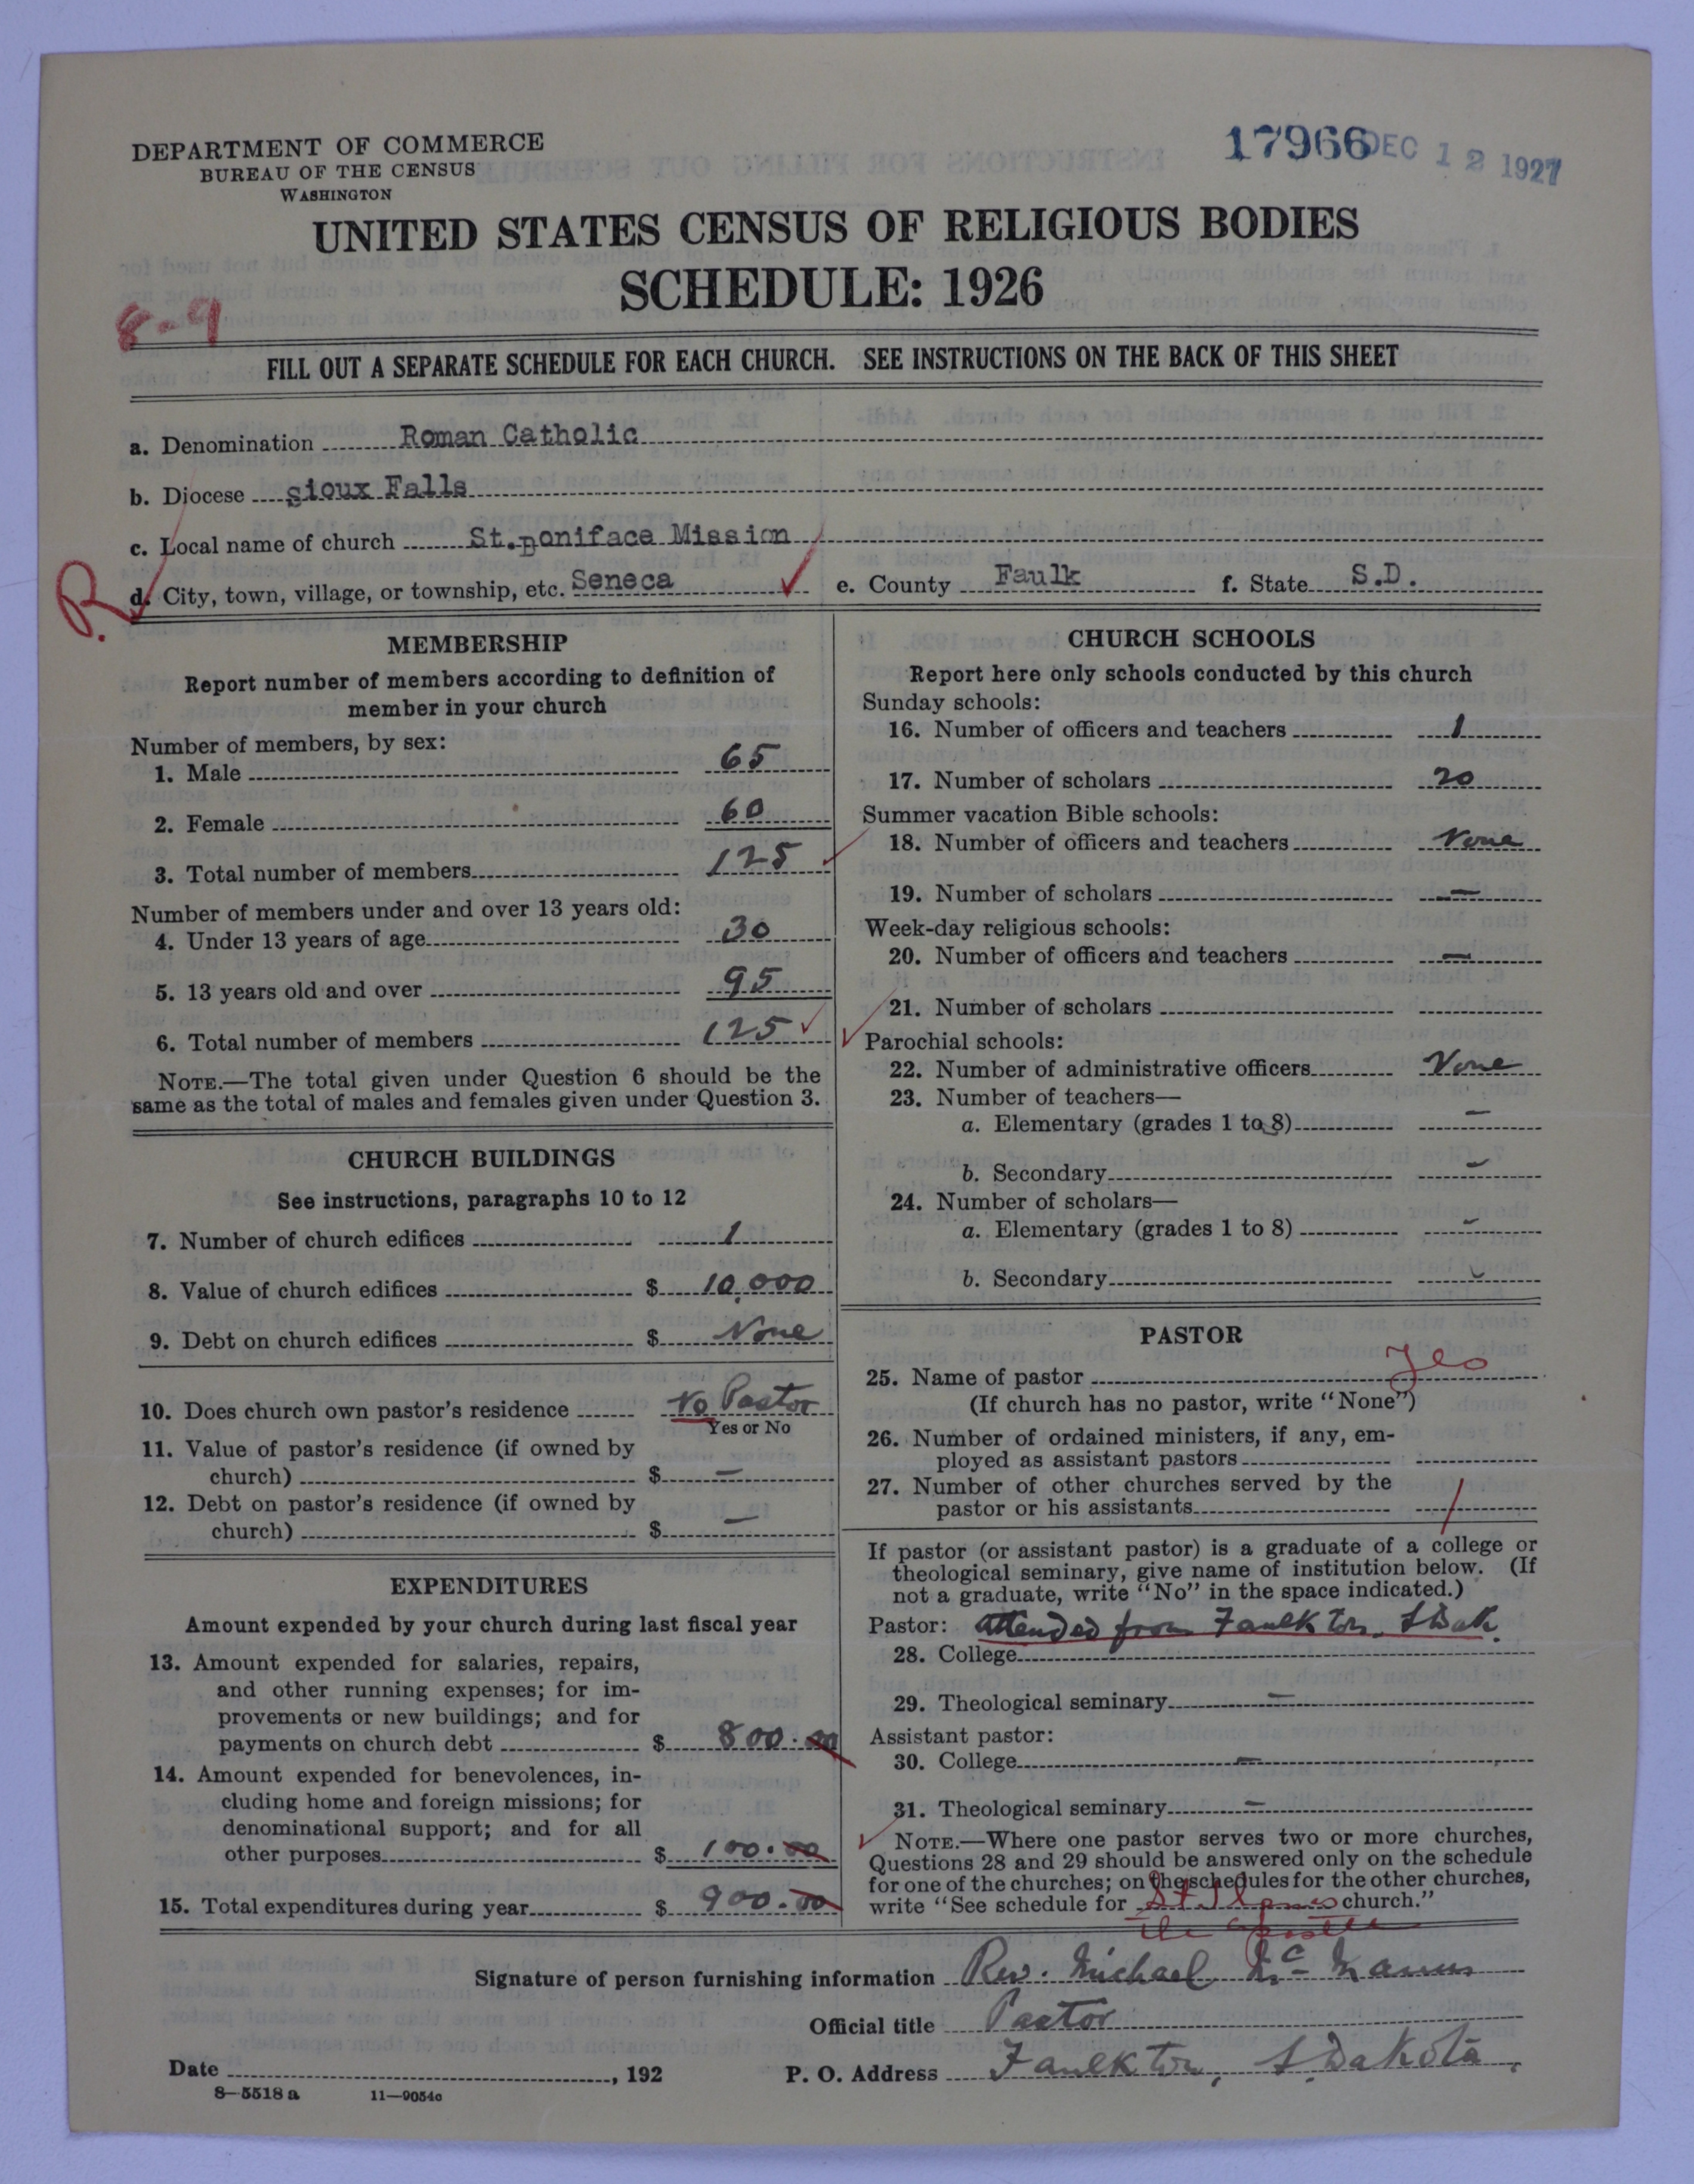 DEPARTMENT OF COMMERCE
BUREAU OF THE CENSUS
WASHINGTON
17966 DEC 12 1927
UNITED STATES CENSUS OF RELIGIOUS BODIES
SCHEDULE: 1926
8-9
FILL OUT A SEPARATE SCHEDULE FOR EACH CHURCH. SEE INSTRUCTIONS ON THE BACK OF THIS SHEET
a. Denomination Roman Catholic
b. Diocese Sioux Falls
c. Local name of church St.Boniface Mission
R
d. City, town, village, or township, etc. Seneca e. County Faulk f. State S.D.
MEMBERSHIP
Report number of members according to definition of
member in your church
Number of members, by sex:
1. Male 65
2. Female 60
3. Total number of members 125
Number of members under and over 13 years old:
4. Under 13 years of age 30
5. 13 years old and over 95
6. Total number of members 125
NOTE.—The total given under Question 6 should be the
same as the total of males and females given under Question 3.
CHURCH BUILDINGS
See instructions, paragraphs 10 to 12
7. Number of church edifices 1
8. Value of church edifices $ 10,000
9. Debt on church edifices $ None
10. Does church own pastor's residence No Pastor
Yes or No
11. Value of pastor's residence (if owned by
church) $ —
12. Debt on pastor's residence (if owned by
church) $ —
EXPENDITURES
Amount expended by your church during last fiscal year
13. Amount expended for salaries, repairs,
and other running expenses; for im-
provements or new buildings; and for
payments on church debt $ 800.00
14. Amount expended for benevolences, in-
cluding home and foreign missions; for
denominational support; and for all
other purposes $ 100.00
15. Total expenditures during year $ 900.00
CHURCH SCHOOLS
Report here only schools conducted by this church
Sunday schools:
16. Number of officers and teachers 1
17. Number of scholars 20
Summer vacation Bible schools:
18. Number of officers and teachers None
19. Number of scholars —
Week-day religious schools:
20. Number of officers and teachers —
21. Number of scholars
Parochial schools:
22. Number of administrative officers None
23. Number of teachers—
a. Elementary (grades 1 to 8) —
b. Secondary —
24. Number of scholars—
a. Elementary (grades 1 to 8) —
b. Secondary —
PASTOR
25. Name of pastor Yes
(If church has no pastor, write "None")
26. Number of ordained ministers, if any, em-
ployed as assistant pastors
27. Number of other churches served by the
pastor or his assistants 1
If pastor (or assistant pastor) is a graduate of a college or
theological seminary, give name of institution below. (If
not a graduate, write "No" in the space indicated.)
Pastor: attended from Faulkton, S Dak.
28. College
29. Theological seminary —
Assistant pastor:
30. College —
31. Theological seminary —
NOTE.—Where one pastor serves two or more churches,
Questions 28 and 29 should be answered only on the schedule
for one of the churches; on the schedules for the other churches,
write "See schedule for St church."
the apostle
Signature of person furnishing information Rev. Michael McManus
Official title Pastor
Date , 192 P. O. Address Faulkton, S. Dakota.
8—5518 a 11—9054c